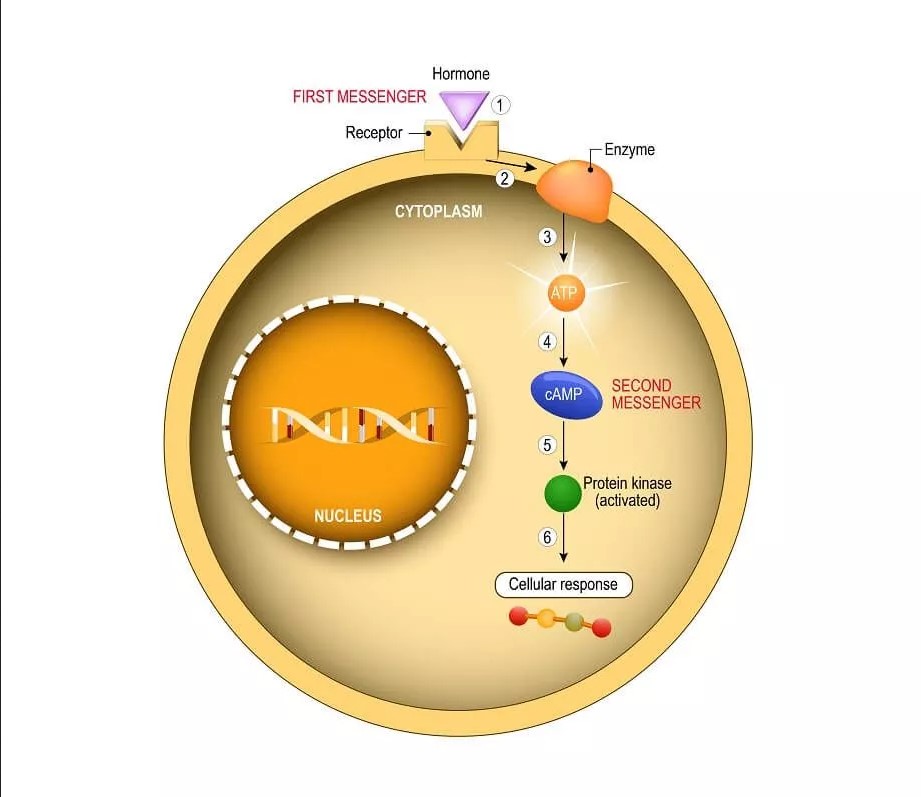 Hormone
FIRST MESSENGER
1
Receptor
Enzyme
2
CYTOPLASM
3
ATP
4
cAMP
SECOND
MESSENGER
5
Protein kinase
(activated)
NUCLEUS
6
Cellular response